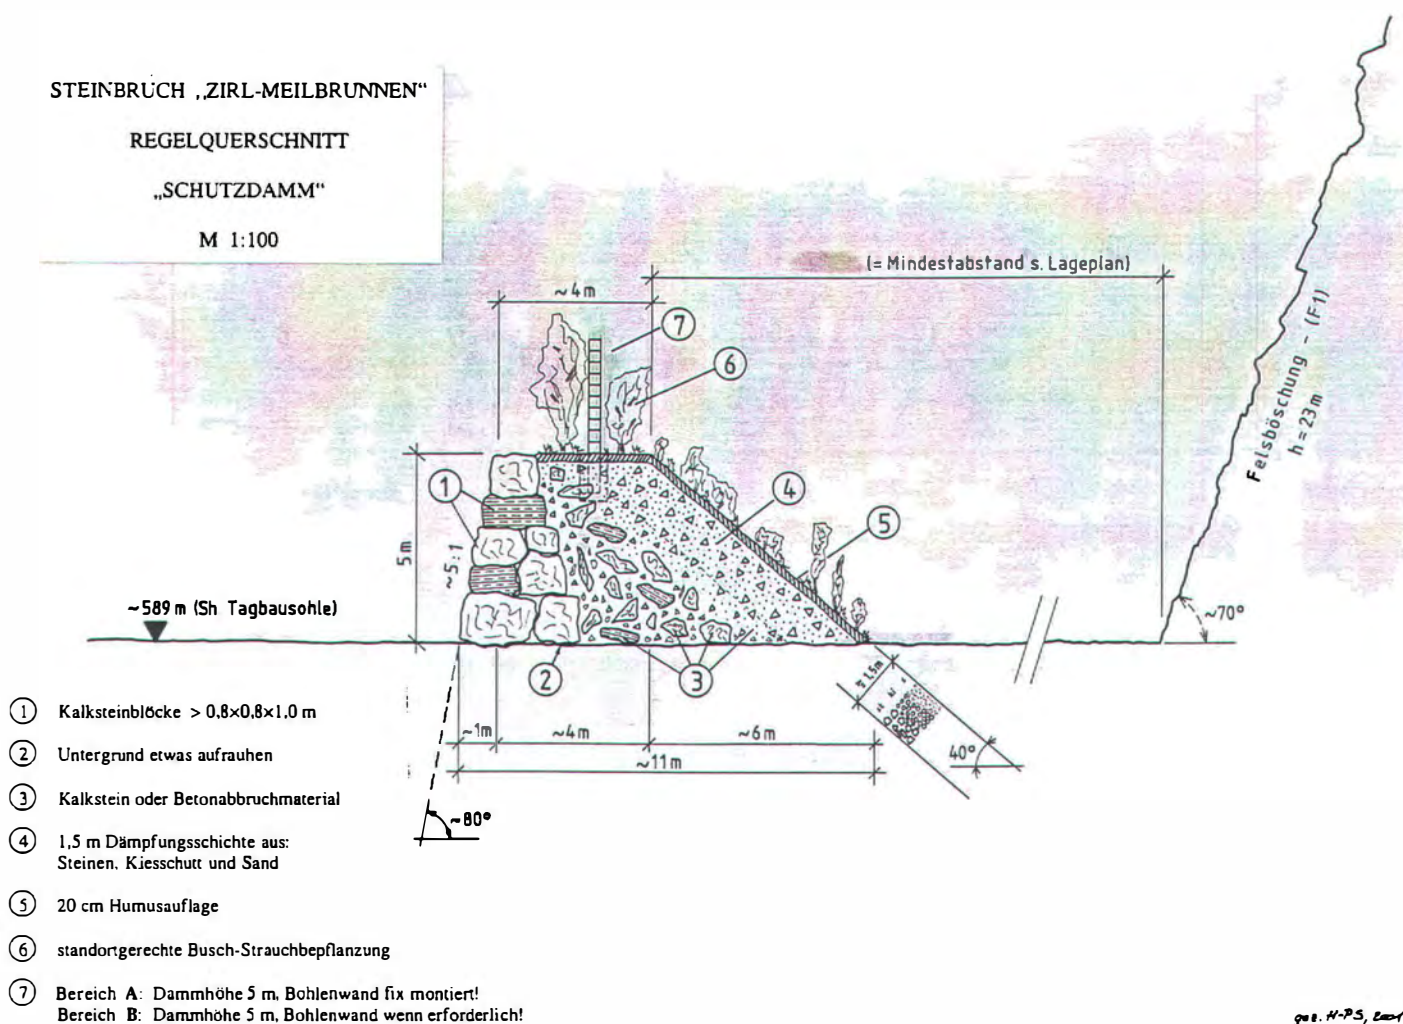 STEINBRUCH „ZIRL-MEILBRUNNEN“
REGELQUERSCHNITT
„SCHUTZDAMM“
M 1:100
(= Mindestabstand s. Lageplan)
~4m
7
6
Felsböschung - (F1)
h = 23m
1
4
5
5m
~5:1
~589 m (Sh Tagbausohle)
~70°
2
3
~1m
~4m
~6m
~11m
40°
~80°
1 Kalksteinblöcke > 0,8×0,8×1,0 m
2 Untergrund etwas aufrauhen
3 Kalkstein oder Betonabbruchmaterial
4 1,5 m Dämpfungsschichte aus:
Steinen, Kiesschutt und Sand
5 20 cm Humusauflage
6 standortgerechte Busch-Strauchbepflanzung
7 Bereich A: Dammhöhe 5 m, Bohlenwand fix montiert!
Bereich B: Dammhöhe 5 m, Bohlenwand wenn erforderlich!